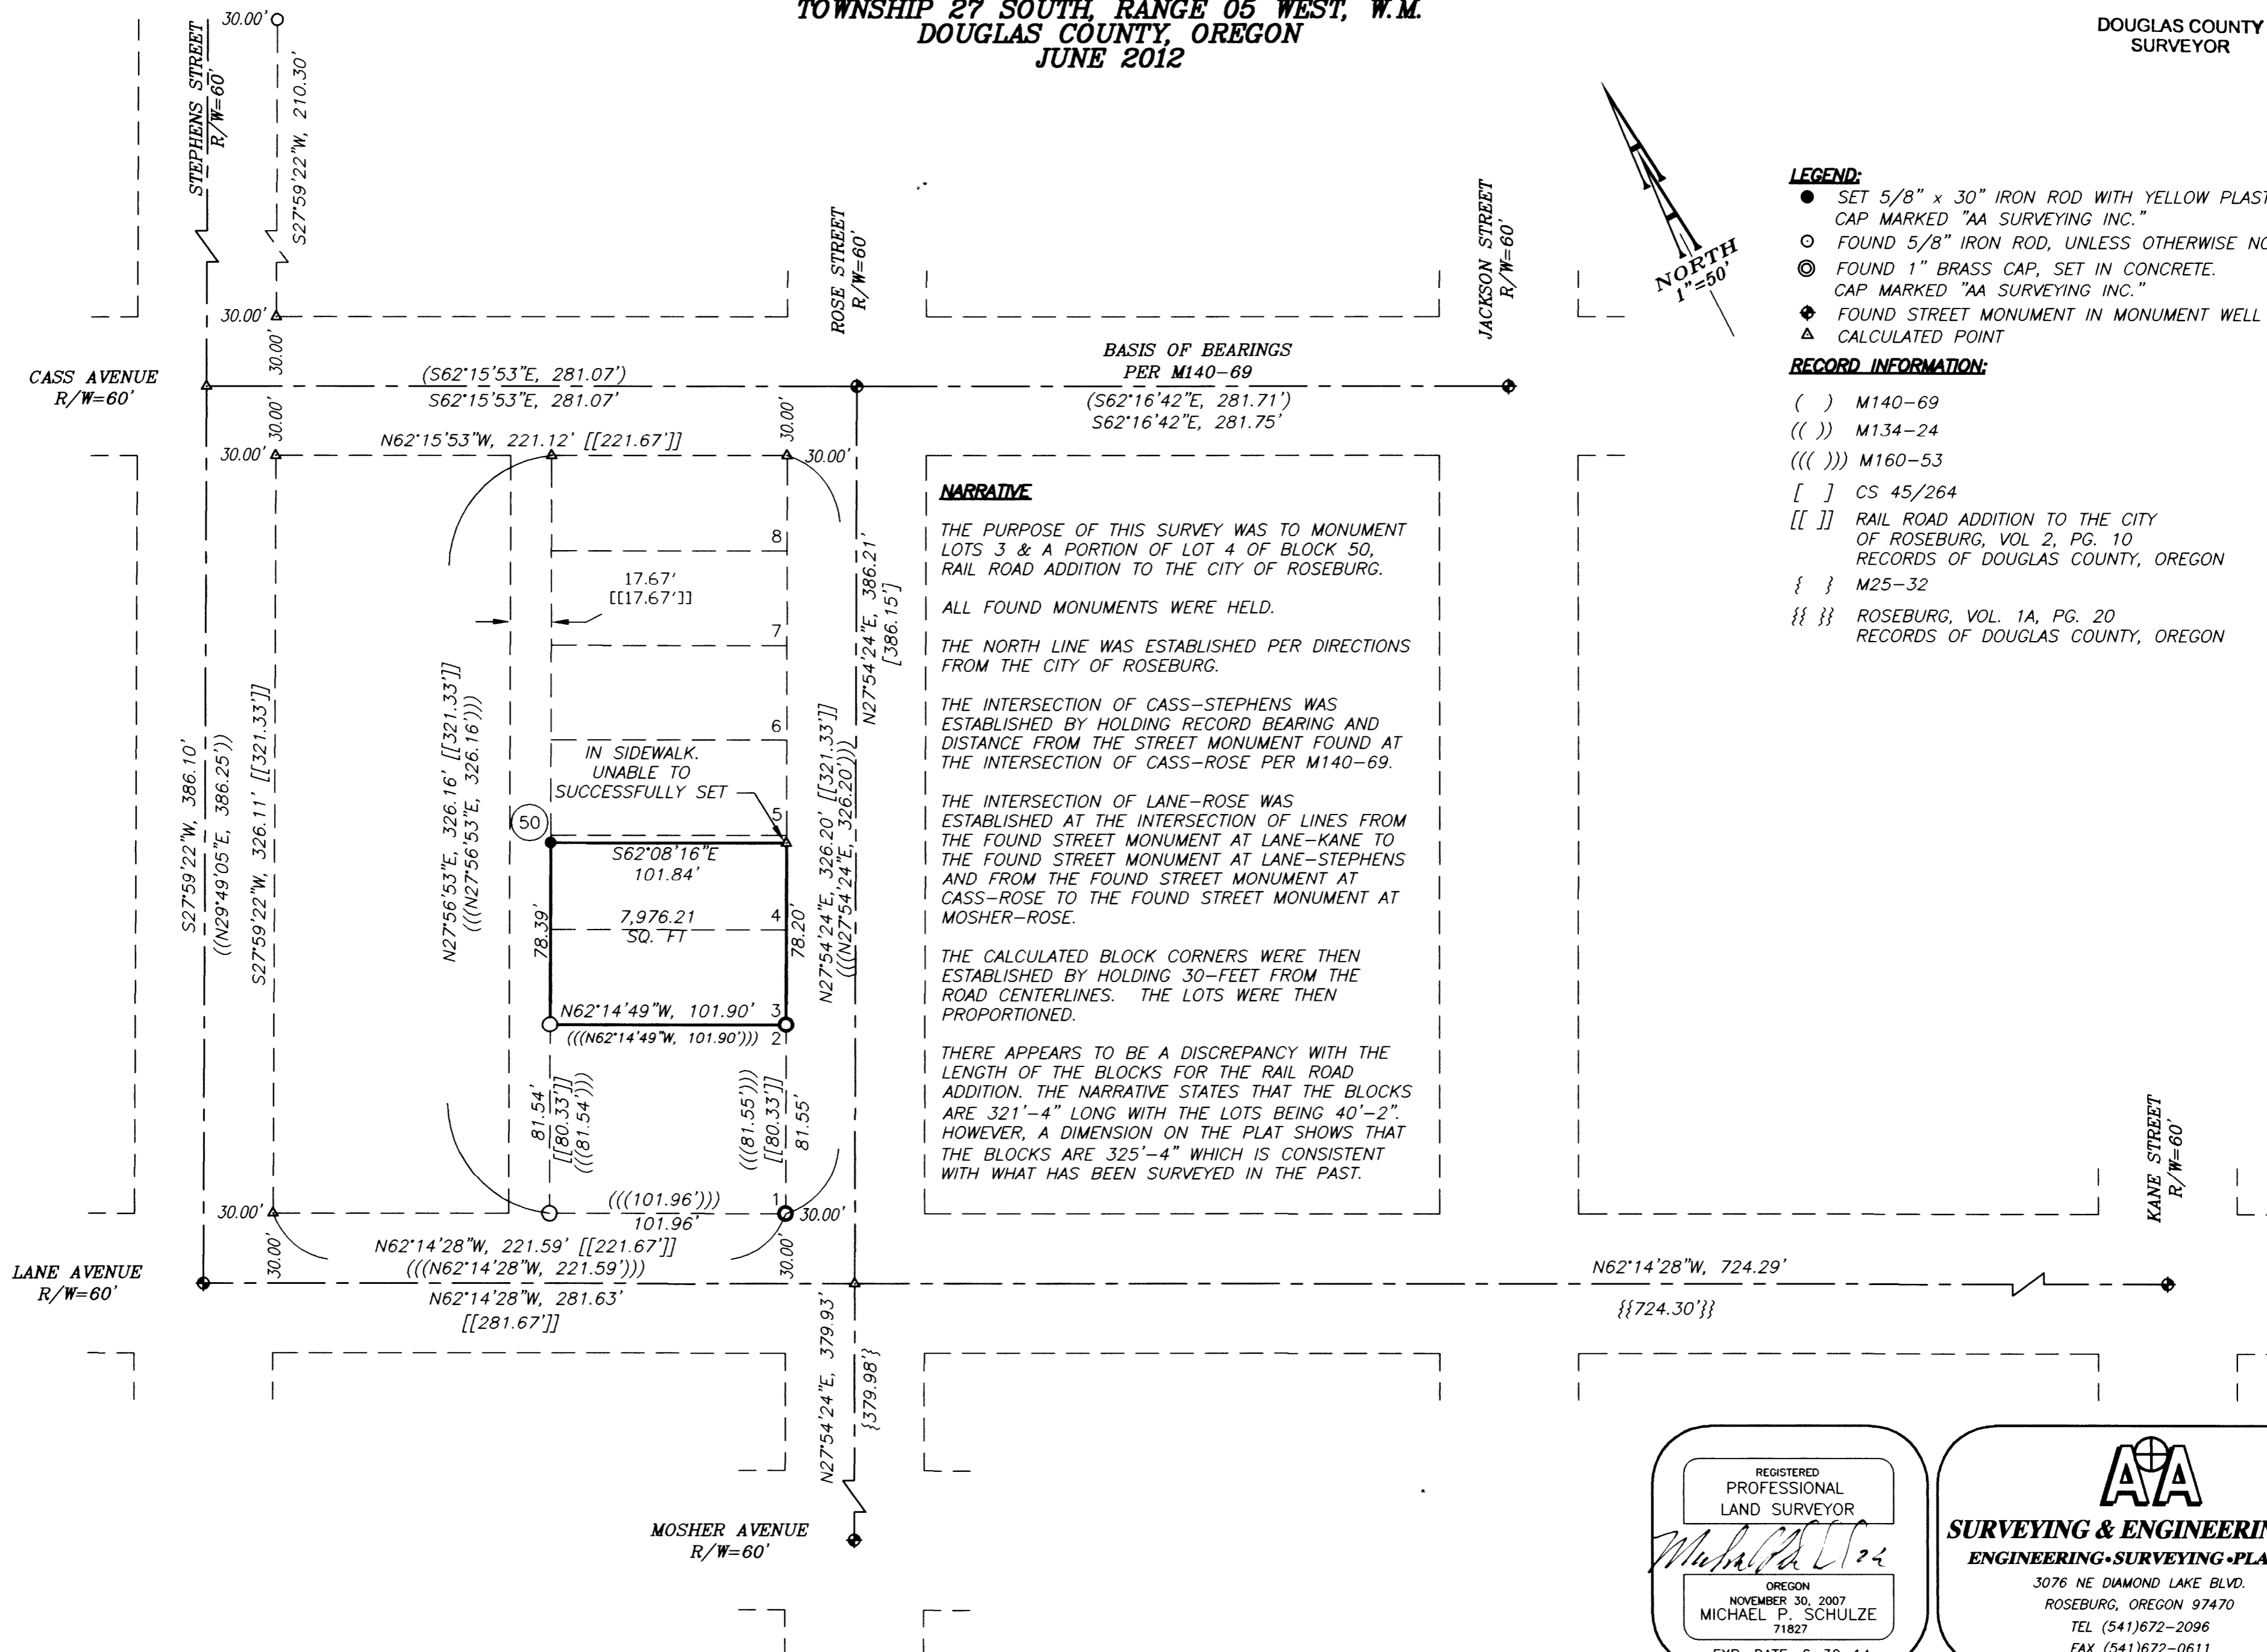 TOWNSHIP 27 SOUTH, RANGE 05 WEST, W.M.
DOUGLAS COUNTY, OREGON
JUNE 2012
DOUGLAS COUNTY
SURVEYOR
30.00'
STEPHENS STREET
R/W=60'
S27°59'22"W, 210.30'
ROSE STREET
R/W=60'
JACKSON STREET
R/W=60'
NORTH
1"=50'
LEGEND:
SET 5/8" x 30" IRON ROD WITH YELLOW PLAST
CAP MARKED "AA SURVEYING INC."
FOUND 5/8" IRON ROD, UNLESS OTHERWISE NO
FOUND 1" BRASS CAP, SET IN CONCRETE.
CAP MARKED "AA SURVEYING INC."
FOUND STREET MONUMENT IN MONUMENT WELL
CALCULATED POINT
RECORD INFORMATION:
( ) M140-69
(( )) M134-24
((( ))) M160-53
[ ] CS 45/264
[[ ]] RAIL ROAD ADDITION TO THE CITY
OF ROSEBURG, VOL 2, PG. 10
RECORDS OF DOUGLAS COUNTY, OREGON
{ } M25-32
{{ }} ROSEBURG, VOL. 1A, PG. 20
RECORDS OF DOUGLAS COUNTY, OREGON
30.00'
30.00'
CASS AVENUE
R/W=60'
(S62°15'53"E, 281.07')
S62°15'53"E, 281.07'
BASIS OF BEARINGS
PER M140-69
(S62°16'42"E, 281.71')
S62°16'42"E, 281.75'
30.00'
30.00'
N62°15'53"W, 221.12' [[221.67']]
30.00'
30.00'
8
17.67'
[[17.67']]
7
N27°54'24"E, 386.21'
[386.15']
6
IN SIDEWALK.
UNABLE TO
SUCCESSFULLY SET
5
50
S62°08'16"E
101.84'
S27°59'22"W, 386.10'
((N29°49'05"E, 386.25'))
S27°59'22"W, 326.11' [[321.33']]
N27°56'53"E, 326.16' [[321.33']]
(((N27°56'53"E, 326.16')))
78.39'
7,976.21
SQ. FT
4
78.20'
N27°54'24"E, 326.20' [[321.33']]
(((N27°54'24"E, 326.20')))
N62°14'49"W, 101.90'
3
(((N62°14'49"W, 101.90')))
2
81.54'
[[80.33']]
(((81.54')))
(((81.55')))
[[80.33']]
81.55'
(((101.96')))
1
101.96'
30.00'
30.00'
30.00'
30.00'
N62°14'28"W, 221.59' [[221.67']]
(((N62°14'28"W, 221.59')))
LANE AVENUE
R/W=60'
N62°14'28"W, 281.63'
[[281.67']]
NARRATIVE
THE PURPOSE OF THIS SURVEY WAS TO MONUMENT
LOTS 3 & A PORTION OF LOT 4 OF BLOCK 50,
RAIL ROAD ADDITION TO THE CITY OF ROSEBURG.
ALL FOUND MONUMENTS WERE HELD.
THE NORTH LINE WAS ESTABLISHED PER DIRECTIONS
FROM THE CITY OF ROSEBURG.
THE INTERSECTION OF CASS-STEPHENS WAS
ESTABLISHED BY HOLDING RECORD BEARING AND
DISTANCE FROM THE STREET MONUMENT FOUND AT
THE INTERSECTION OF CASS-ROSE PER M140-69.
THE INTERSECTION OF LANE-ROSE WAS
ESTABLISHED AT THE INTERSECTION OF LINES FROM
THE FOUND STREET MONUMENT AT LANE-KANE TO
THE FOUND STREET MONUMENT AT LANE-STEPHENS
AND FROM THE FOUND STREET MONUMENT AT
CASS-ROSE TO THE FOUND STREET MONUMENT AT
MOSHER-ROSE.
THE CALCULATED BLOCK CORNERS WERE THEN
ESTABLISHED BY HOLDING 30-FEET FROM THE
ROAD CENTERLINES. THE LOTS WERE THEN
PROPORTIONED.
THERE APPEARS TO BE A DISCREPANCY WITH THE
LENGTH OF THE BLOCKS FOR THE RAIL ROAD
ADDITION. THE NARRATIVE STATES THAT THE BLOCKS
ARE 321'-4" LONG WITH THE LOTS BEING 40'-2".
HOWEVER, A DIMENSION ON THE PLAT SHOWS THAT
THE BLOCKS ARE 325'-4" WHICH IS CONSISTENT
WITH WHAT HAS BEEN SURVEYED IN THE PAST.
KANE STREET
R/W=60'
N62°14'28"W, 724.29'
{{724.30'}}
N27°54'24"E, 379.93'
{379.98'}
MOSHER AVENUE
R/W=60'
REGISTERED
PROFESSIONAL
LAND SURVEYOR
OREGON
NOVEMBER 30, 2007
MICHAEL P. SCHULZE
71827
AA
SURVEYING & ENGINEERIN
ENGINEERING•SURVEYING•PLA
3076 NE DIAMOND LAKE BLVD.
ROSEBURG, OREGON 97470
TEL (541)672-2096
FAX (541)672-0611